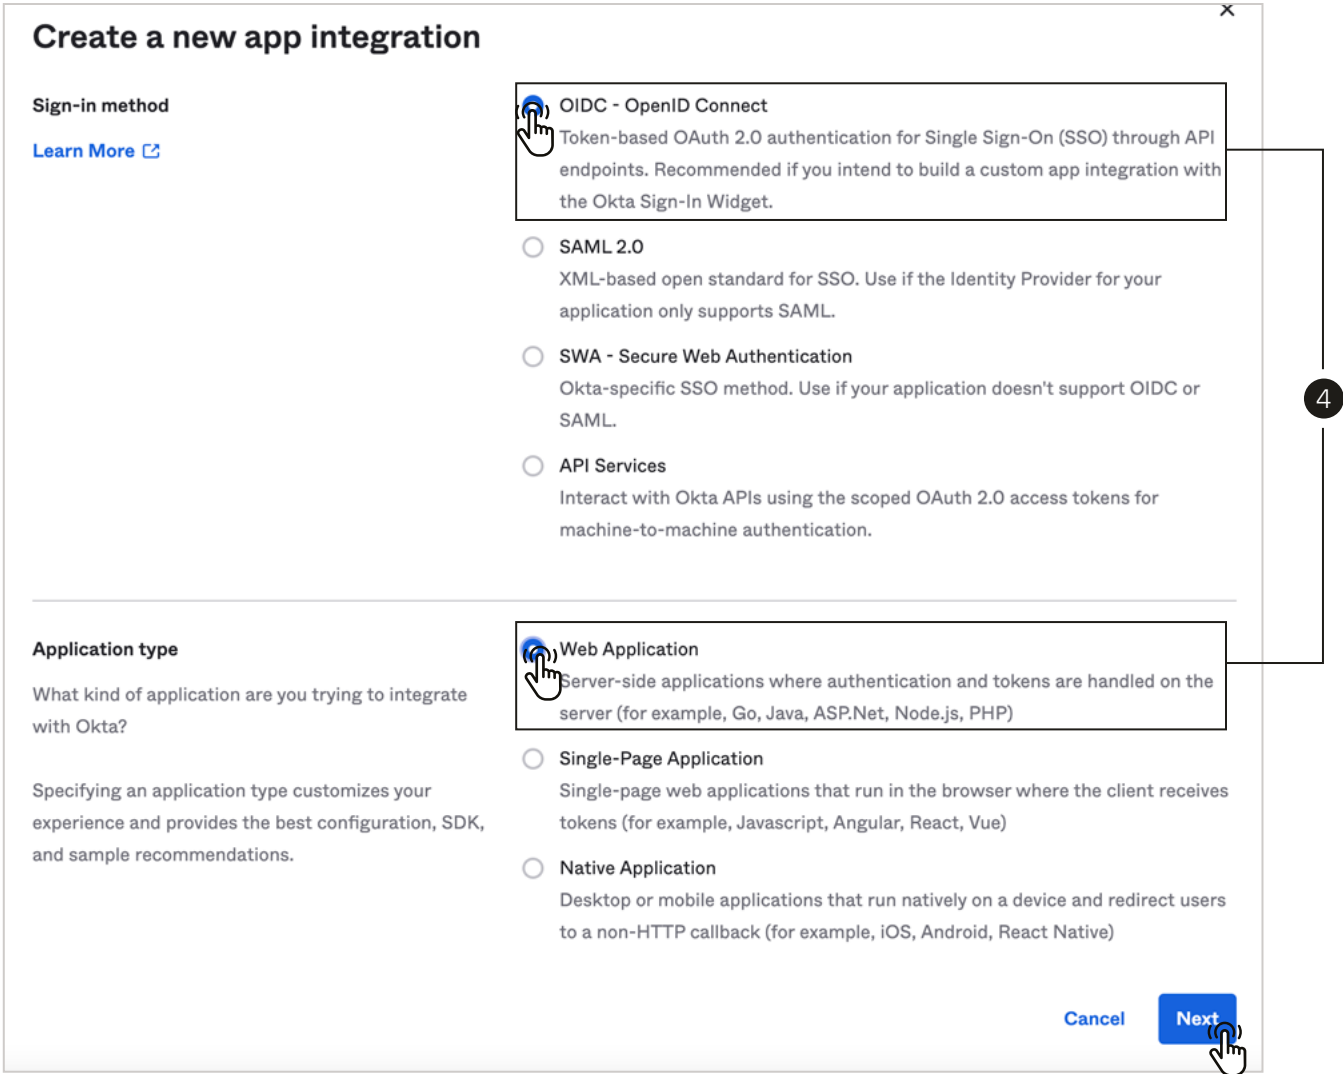 Create a new app integration
Sign-in method
Learn More
OIDC - OpenID Connect
Token-based OAuth 2.0 authentication for Single Sign-On (SSO) through API
endpoints. Recommended if you intend to build a custom app integration with
the Okta Sign-In Widget.
SAML 2.0
XML-based open standard for SSO. Use if the Identity Provider for your
application only supports SAML.
SWA - Secure Web Authentication
Okta-specific SSO method. Use if your application doesn't support OIDC or
SAML.
API Services
Interact with Okta APIs using the scoped OAuth 2.0 access tokens for
machine-to-machine authentication.
4
Application type
What kind of application are you trying to integrate
with Okta?
Specifying an application type customizes your
experience and provides the best configuration, SDK,
and sample recommendations.
Web Application
Server-side applications where authentication and tokens are handled on the
server (for example, Go, Java, ASP.Net, Node.js, PHP)
Single-Page Application
Single-page web applications that run in the browser where the client receives
tokens (for example, Javascript, Angular, React, Vue)
Native Application
Desktop or mobile applications that run natively on a device and redirect users
to a non-HTTP callback (for example, iOS, Android, React Native)
Cancel
Next